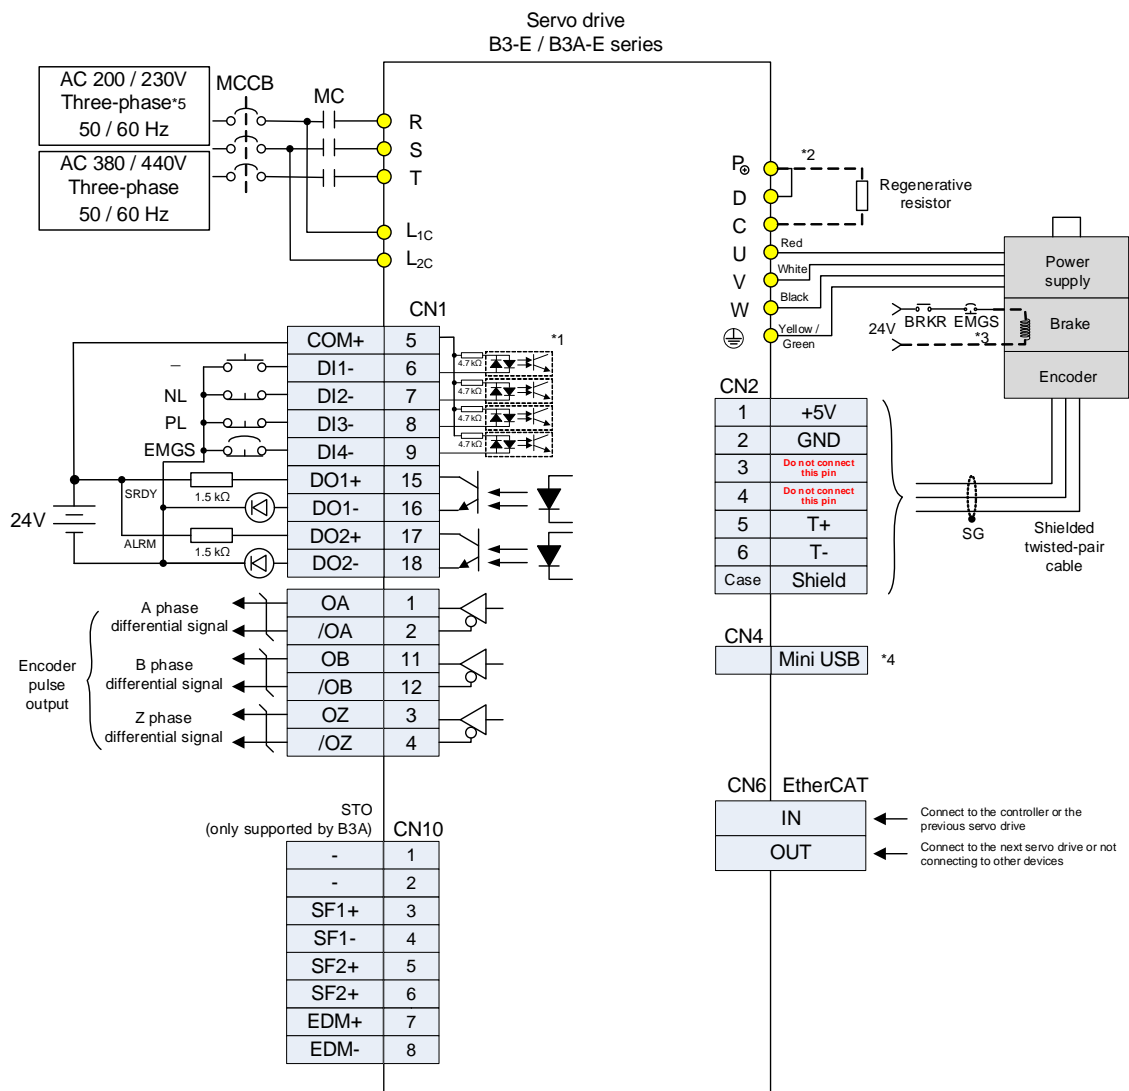 Servo drive
B3-E / B3A-E series
AC 200 / 230V
Three-phase*5
50 / 60 Hz
AC 380 / 440V
Three-phase
50 / 60 Hz
MCCB
MC
R
S
T
L1C
L2C
P⊕
D
C
U
V
W
*2
Regenerative
resistor
Red
White
Black
Yellow /
Green
Power
supply
Brake
Encoder
24V
BRKR
EMGS
*3
CN1
COM+ 5
DI1- 6
DI2- 7
DI3- 8
DI4- 9
DO1+ 15
DO1- 16
DO2+ 17
DO2- 18
*1
4.7 kΩ
4.7 kΩ
4.7 kΩ
4.7 kΩ
–
NL
PL
EMGS
SRDY
1.5 kΩ
24V
ALRM
1.5 kΩ
OA 1
/OA 2
OB 11
/OB 12
OZ 3
/OZ 4
Encoder
pulse
output
A phase
differential signal
B phase
differential signal
Z phase
differential signal
CN2
1 +5V
2 GND
3 Do not connect
this pin
4 Do not connect
this pin
5 T+
6 T-
Case Shield
SG
Shielded
twisted-pair
cable
CN4
Mini USB
*4
CN6 EtherCAT
IN
OUT
Connect to the controller or the
previous servo drive
Connect to the next servo drive or not
connecting to other devices
STO
(only supported by B3A)
CN10
- 1
- 2
SF1+ 3
SF1- 4
SF2+ 5
SF2+ 6
EDM+ 7
EDM- 8